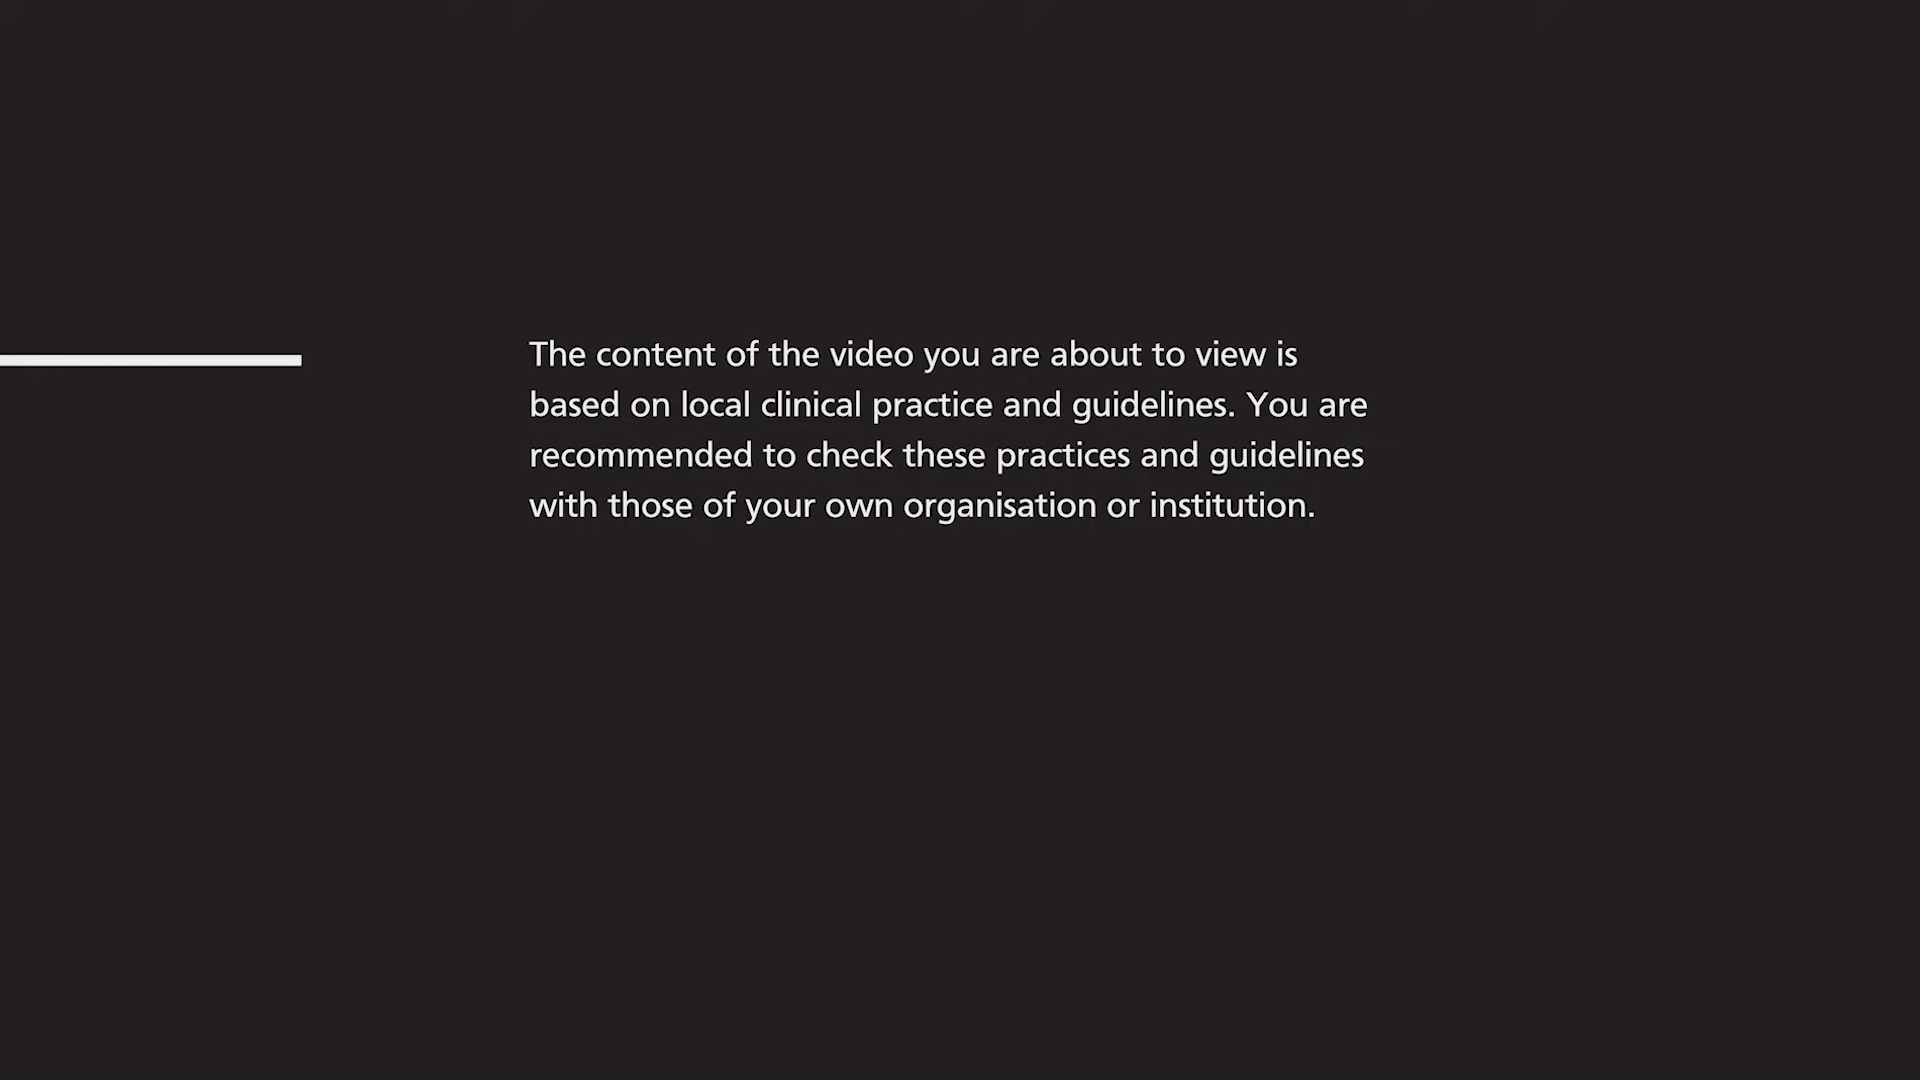 The content of the video you are about to view is
based on local clinical practice and guidelines. You are
recommended to check these practices and guidelines
with those of your own organisation or institution.